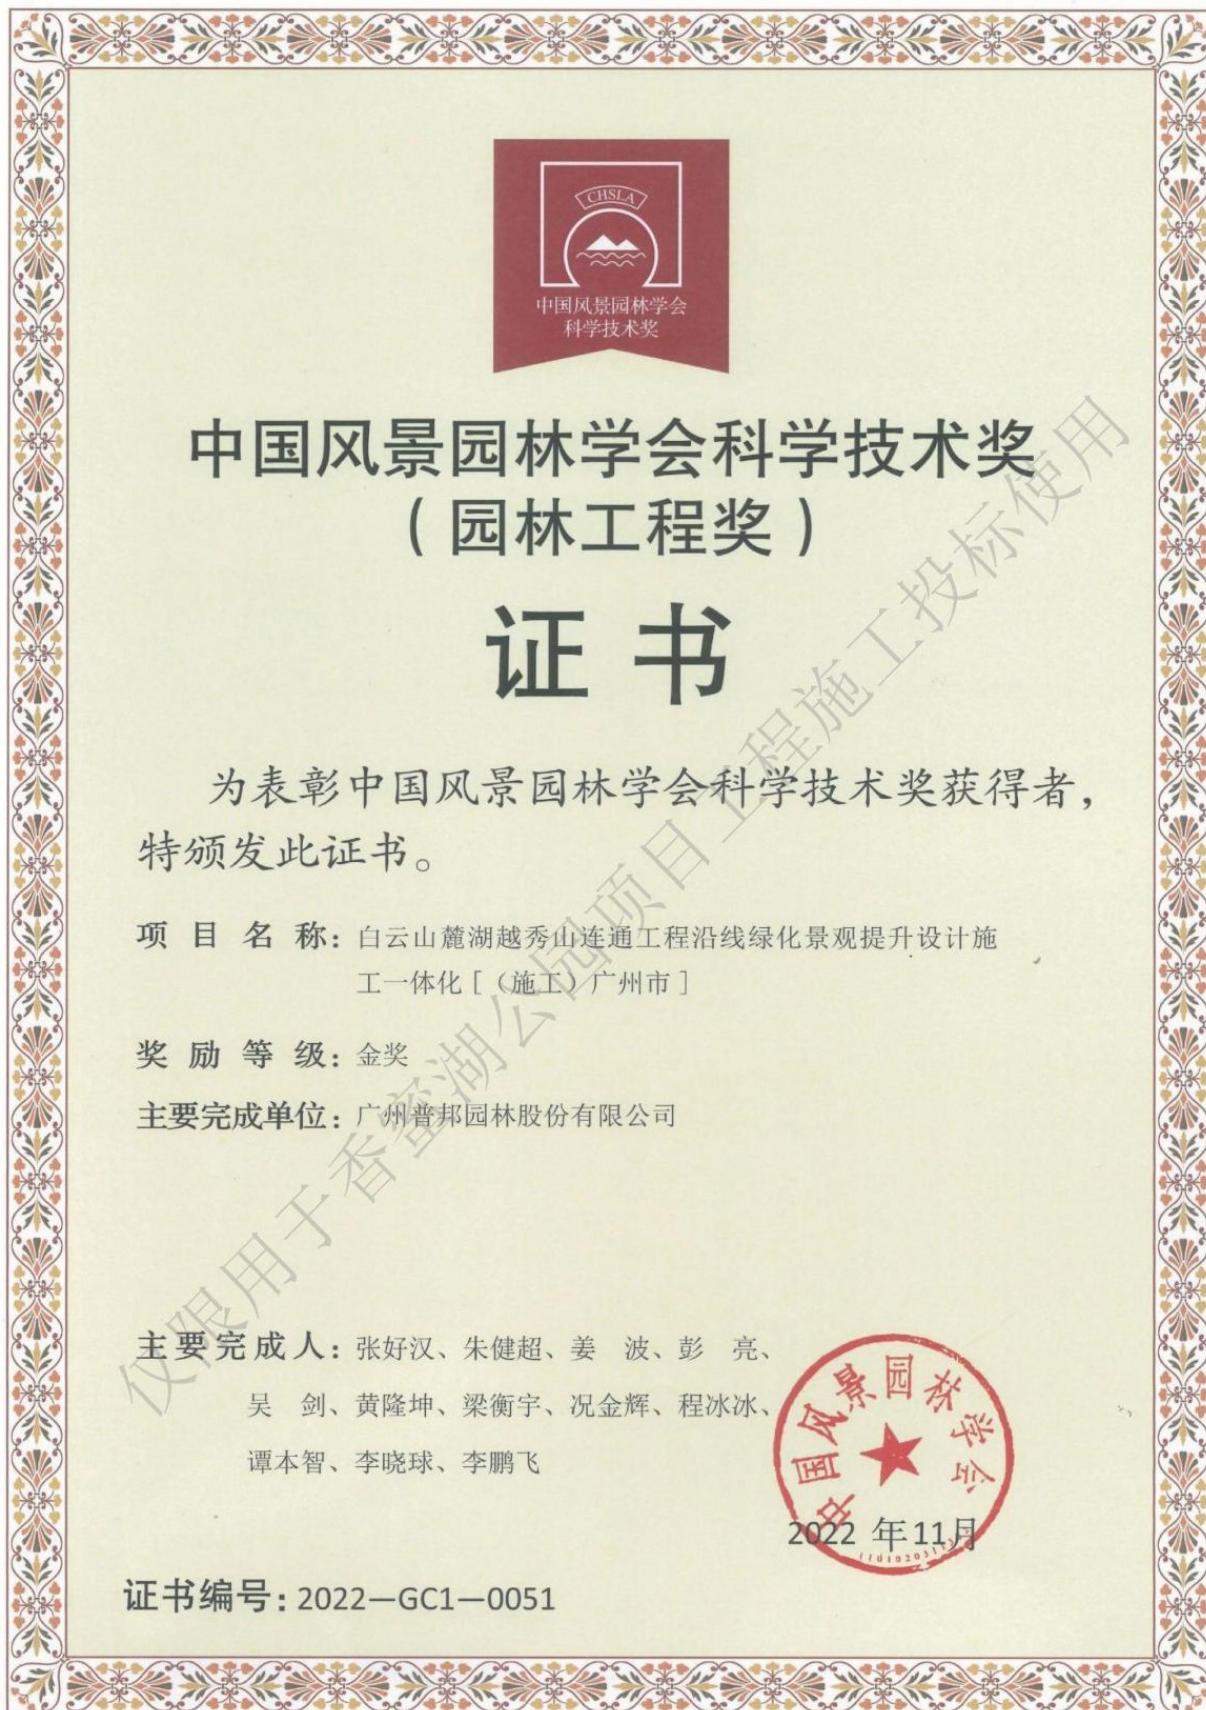 CHSLA
中国风景园林学会
科学技术奖
中国风景园林学会科学技术奖
（园林工程奖）
证书
为表彰中国风景园林学会科学技术奖获得者，
特颁发此证书。
项目名称：白云山麓湖越秀山连通工程沿线绿化景观提升设计施
工一体化［（施工）广州市］
奖励等级：金奖
主要完成单位：广州普邦园林股份有限公司
主要完成人：张好汉、朱健超、姜　波、彭　亮、
吴　剑、黄隆坤、梁衡宇、况金辉、程冰冰、
谭本智、李晓球、李鹏飞
中国风景园林学会
2022 年11月
证书编号：2022—GC1—0051
仅限用于香蜜湖公园项目工程施工投标使用